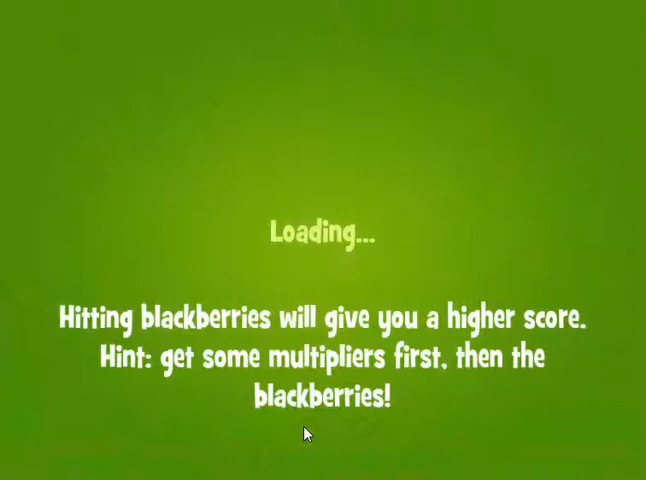 Loading...
Hitting blackberries will give you a higher score.
Hint: get some multipliers first, then the
blackberries!